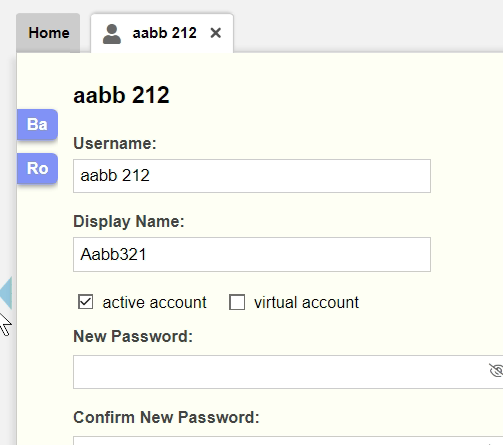 Home
aabb 212
aabb 212
Ba
Username:
aabb 212
Ro
Display Name:
Aabb321
active account
virtual account
New Password:
Confirm New Password: